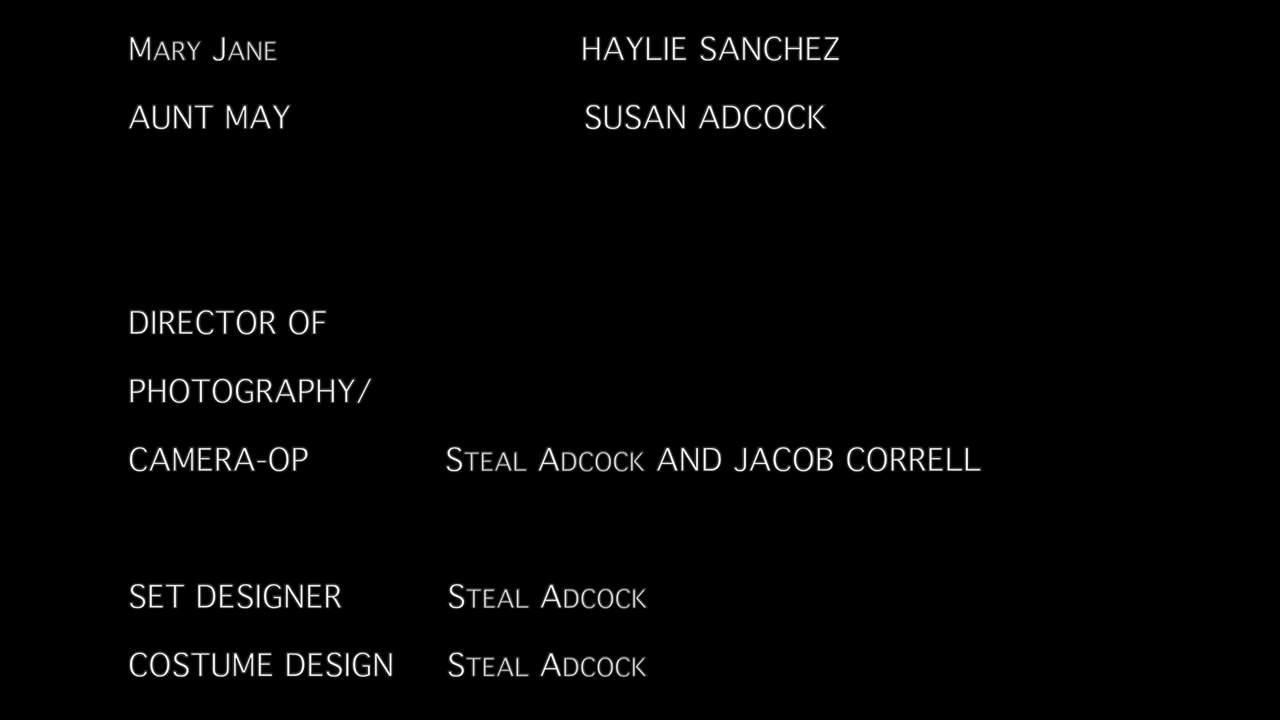 Mary Jane HAYLIE SANCHEZ
AUNT MAY SUSAN ADCOCK
DIRECTOR OF
PHOTOGRAPHY/
CAMERA-OP Steal Adcock AND JACOB CORRELL
SET DESIGNER Steal Adcock
COSTUME DESIGN Steal Adcock